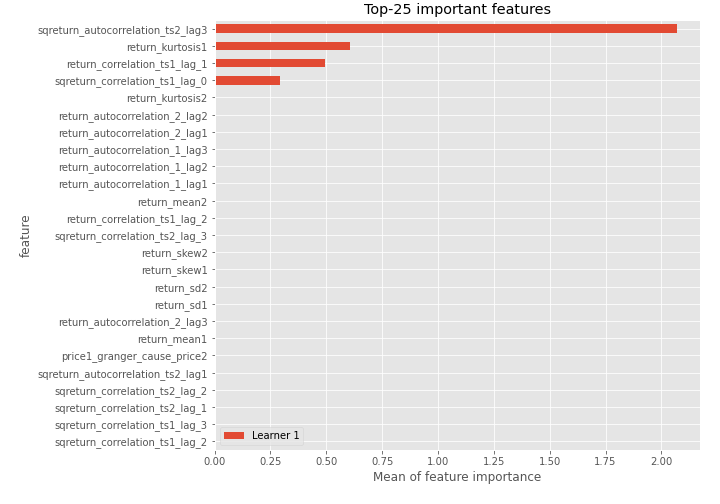 Top-25 important features
sqreturn_autocorrelation_ts2_lag3
return_kurtosis1
return_correlation_ts1_lag_1
sqreturn_correlation_ts1_lag_0
return_kurtosis2
return_autocorrelation_2_lag2
return_autocorrelation_2_lag1
return_autocorrelation_1_lag3
return_autocorrelation_1_lag2
return_autocorrelation_1_lag1
return_mean2
return_correlation_ts1_lag_2
sqreturn_correlation_ts2_lag_3
return_skew2
return_skew1
return_sd2
return_sd1
return_autocorrelation_2_lag3
return_mean1
price1_granger_cause_price2
sqreturn_autocorrelation_ts2_lag1
sqreturn_correlation_ts2_lag_2
sqreturn_correlation_ts2_lag_1
sqreturn_correlation_ts1_lag_3
sqreturn_correlation_ts1_lag_2
feature
Learner 1
0.00 0.25 0.50 0.75 1.00 1.25 1.50 1.75 2.00
Mean of feature importance